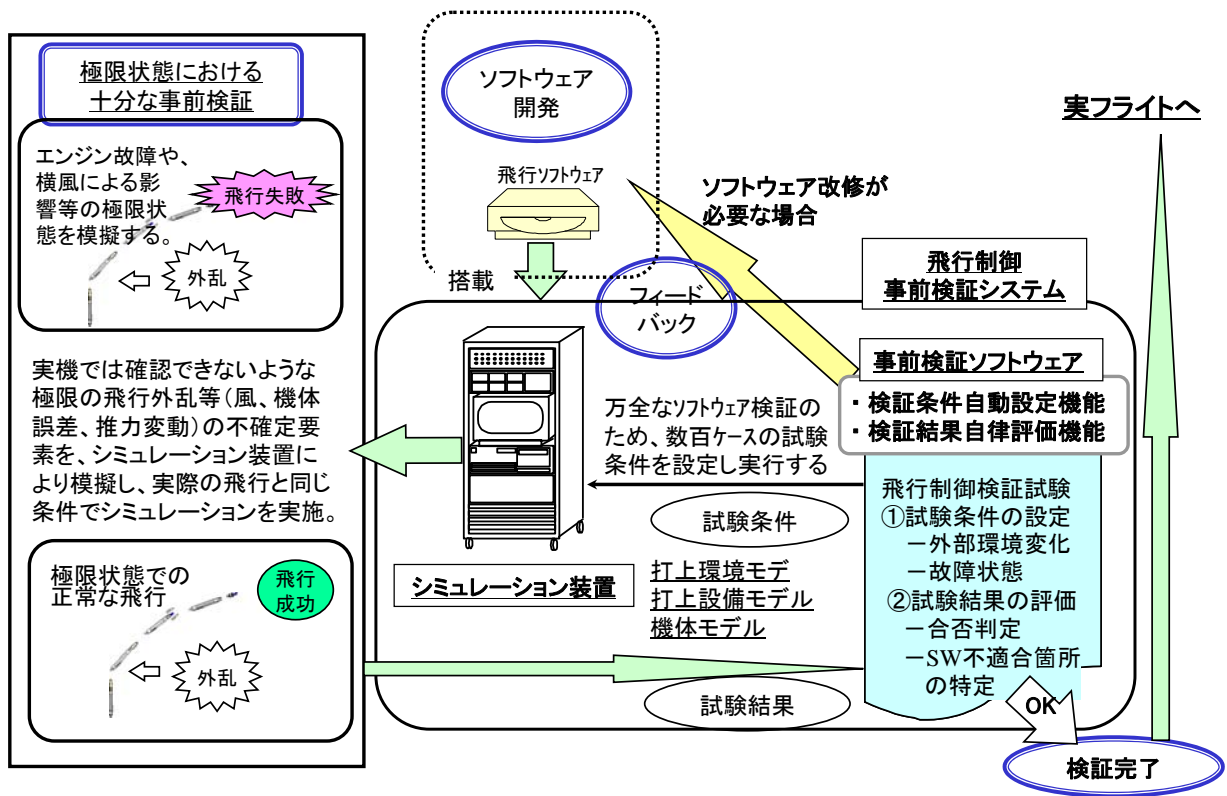 極限状態における
十分な事前検証
エンジン故障や、
横風による影
響等の極限状
態を模擬する。
飛行失敗
外乱
実機では確認できないような
極限の飛行外乱等(風、機体
誤差、推力変動)の不確定要
素を、シミュレーション装置に
より模擬し、実際の飛行と同じ
条件でシミュレーションを実施。
極限状態での
正常な飛行
飛行
成功
外乱
ソフトウェア
開発
飛行ソフトウェア
搭載
フィード
バック
ソフトウェア改修が
必要な場合
飛行制御
事前検証システム
事前検証ソフトウェア
・検証条件自動設定機能
・検証結果自律評価機能
万全なソフトウェア検証の
ため、数百ケースの試験
条件を設定し実行する
試験条件
シミュレーション装置
打上環境モデ
打上設備モデル
機体モデル
飛行制御検証試験
①試験条件の設定
－外部環境変化
－故障状態
②試験結果の評価
－合否判定
－SW不適合箇所
の特定
試験結果
OK
検証完了
実フライトへ